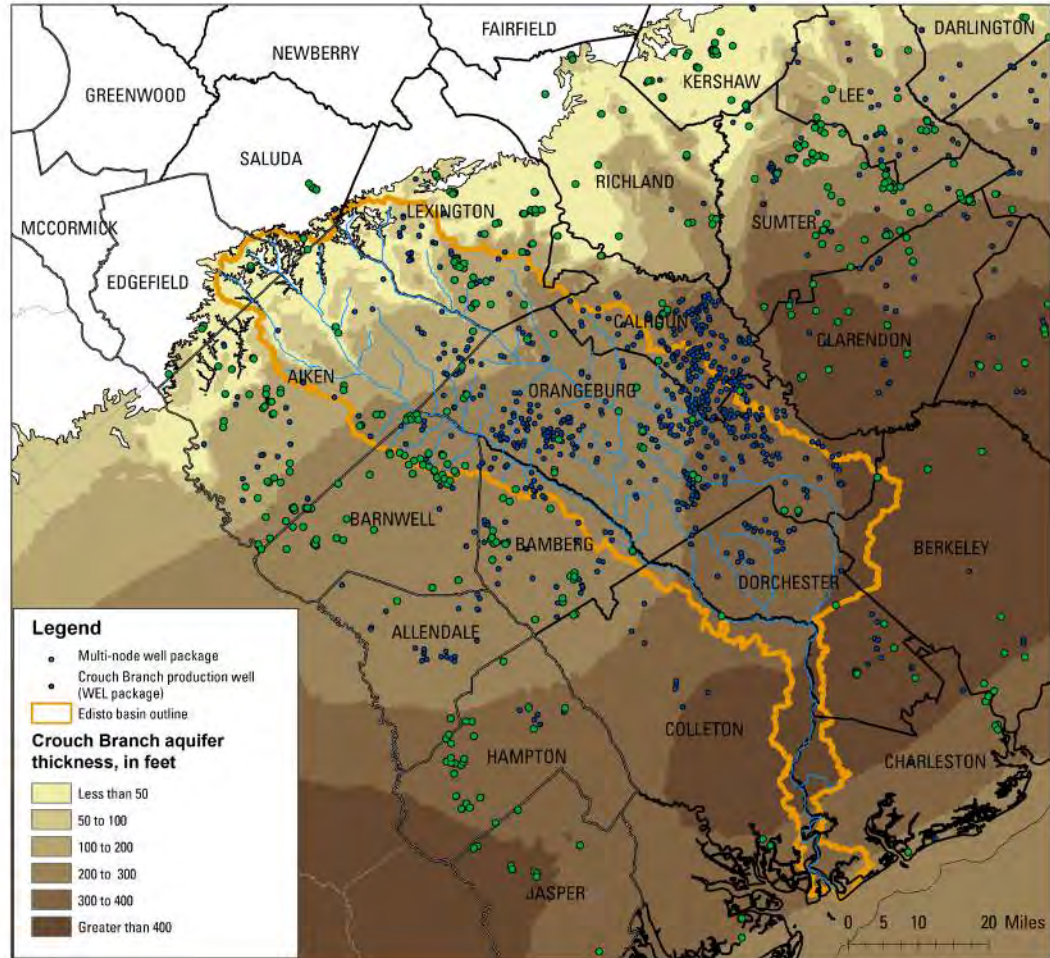 FAIRFIELD
DARLINGTON
NEWBERRY
KERSHAW
GREENWOOD
LEE
SALUDA
RICHLAND
LEXINGTON
MCCORMICK
SUMTER
EDGEFIELD
CALHOUN
CLARENDON
AIKEN
ORANGEBURG
BARNWELL
BAMBERG
BERKELEY
DORCHESTER
ALLENDALE
COLLETON
HAMPTON
CHARLESTON
JASPER
Legend
Multi-node well package
Crouch Branch production well
(WEL package)
Edisto basin outline
Crouch Branch aquifer
thickness, in feet
Less than 50
50 to 100
100 to 200
200 to 300
300 to 400
Greater than 400
0 5 10 20 Miles